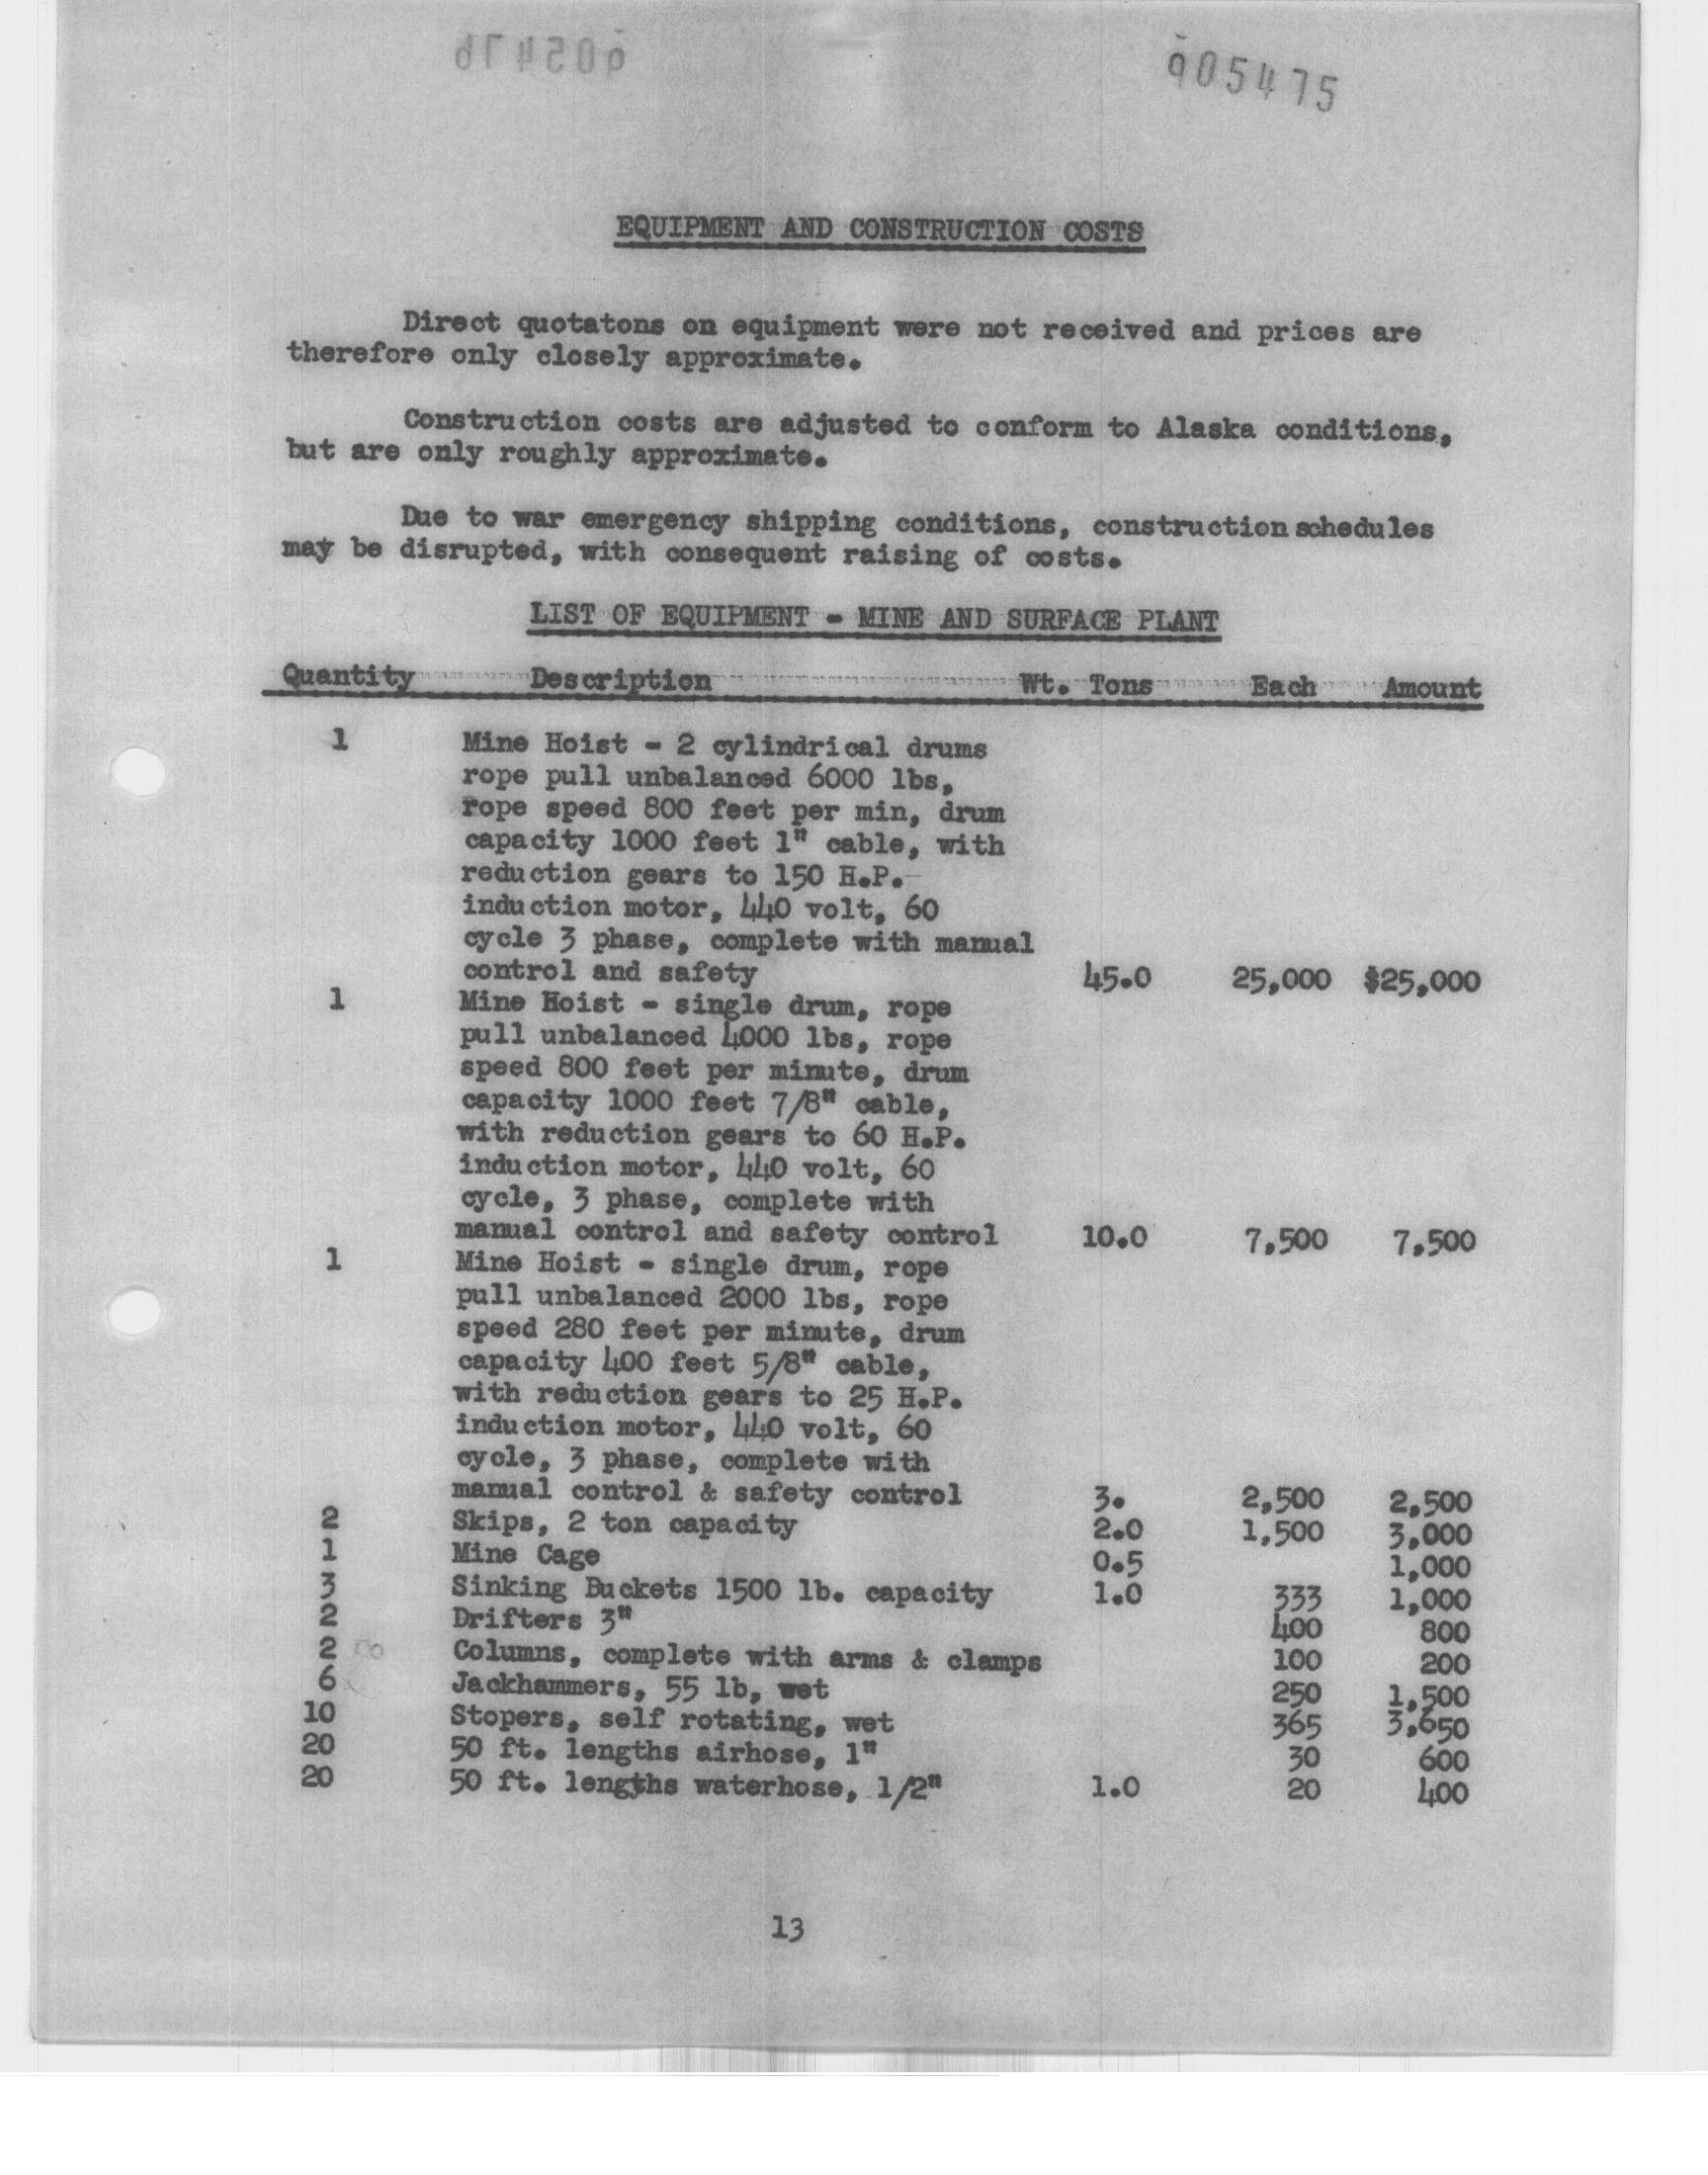 905475
EQUIPMENT AND CONSTRUCTION COSTS
Direct quotatons on equipment were not received and prices are
therefore only closely approximate.
Construction costs are adjusted to conform to Alaska conditions,
but are only roughly approximate.
Due to war emergency shipping conditions, construction schedules
may be disrupted, with consequent raising of costs.
LIST OF EQUIPMENT - MINE AND SURFACE PLANT
Quantity Description Wt. Tons Each Amount
1 Mine Hoist - 2 cylindrical drums
rope pull unbalanced 6000 lbs,
rope speed 800 feet per min, drum
capacity 1000 feet 1" cable, with
reduction gears to 150 H.P.
induction motor, 440 volt, 60
cycle 3 phase, complete with manual
control and safety 45.0 25,000 $25,000
1 Mine Hoist - single drum, rope
pull unbalanced 4000 lbs, rope
speed 800 feet per minute, drum
capacity 1000 feet 7/8" cable,
with reduction gears to 60 H.P.
induction motor, 440 volt, 60
cycle, 3 phase, complete with
manual control and safety control 10.0 7,500 7,500
1 Mine Hoist - single drum, rope
pull unbalanced 2000 lbs, rope
speed 280 feet per minute, drum
capacity 400 feet 5/8" cable,
with reduction gears to 25 H.P.
induction motor, 440 volt, 60
cycle, 3 phase, complete with
manual control & safety control 3. 2,500 2,500
2 Skips, 2 ton capacity 2.0 1,500 3,000
1 Mine Cage 0.5 1,000
3 Sinking Buckets 1500 lb. capacity 1.0 333 1,000
2 Drifters 3" 400 800
2 Columns, complete with arms & clamps 100 200
6 Jackhammers, 55 lb, wet 250 1,500
10 Stopers, self rotating, wet 365 3,650
20 50 ft. lengths airhose, 1" 30 600
20 50 ft. lengths waterhose, 1/2" 1.0 20 400
13